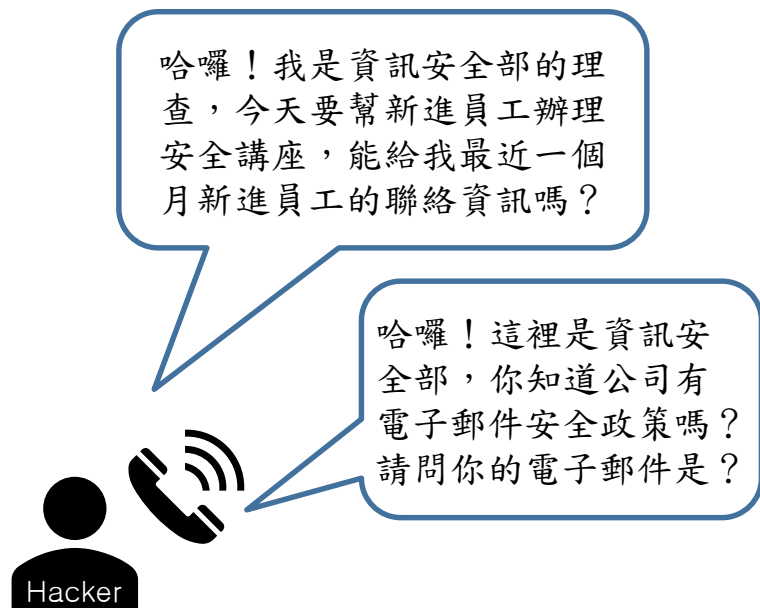 哈囉！我是資訊安全部的理
查，今天要幫新進員工辦理
安全講座，能給我最近一個
月新進員工的聯絡資訊嗎？
哈囉！這裡是資訊安
全部，你知道公司有
電子郵件安全政策嗎？
請問你的電子郵件是？
Hacker